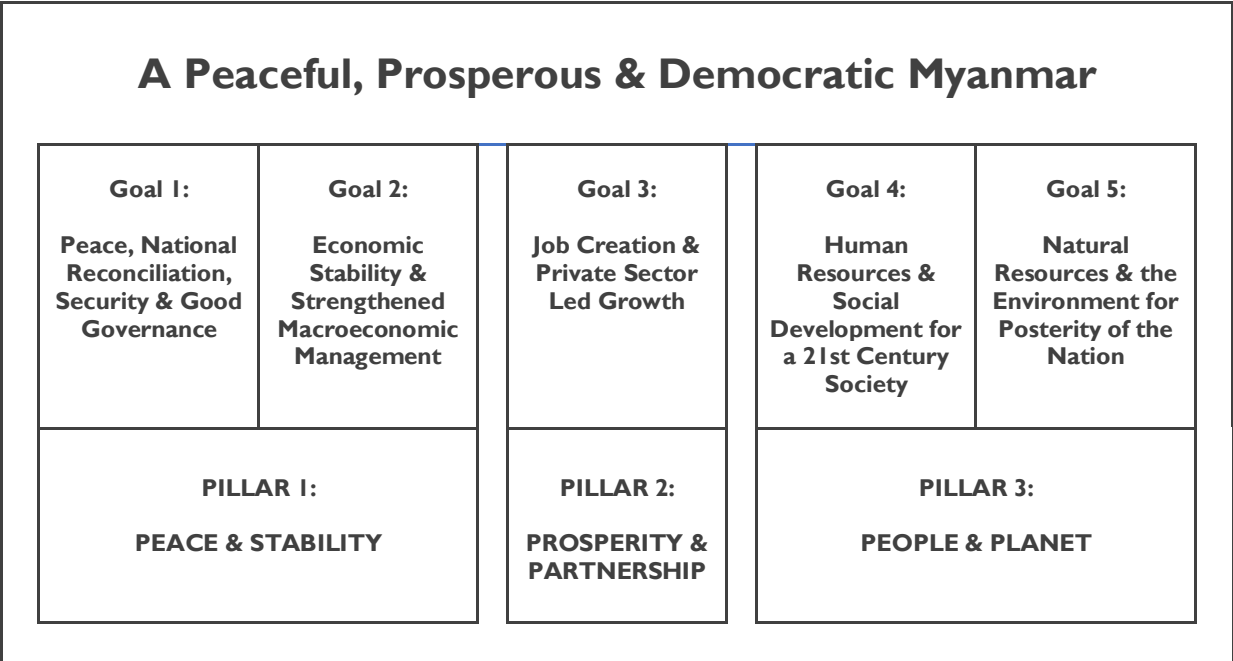 A Peaceful, Prosperous & Democratic Myanmar
Goal 1:
Peace, National
Reconciliation,
Security & Good
Governance
Goal 2:
Economic
Stability &
Strengthened
Macroeconomic
Management
Goal 3:
Job Creation &
Private Sector
Led Growth
Goal 4:
Human
Resources &
Social
Development for
a 21st Century
Society
Goal 5:
Natural
Resources & the
Environment for
Posterity of the
Nation
PILLAR 1:
PEACE & STABILITY
PILLAR 2:
PROSPERITY &
PARTNERSHIP
PILLAR 3:
PEOPLE & PLANET